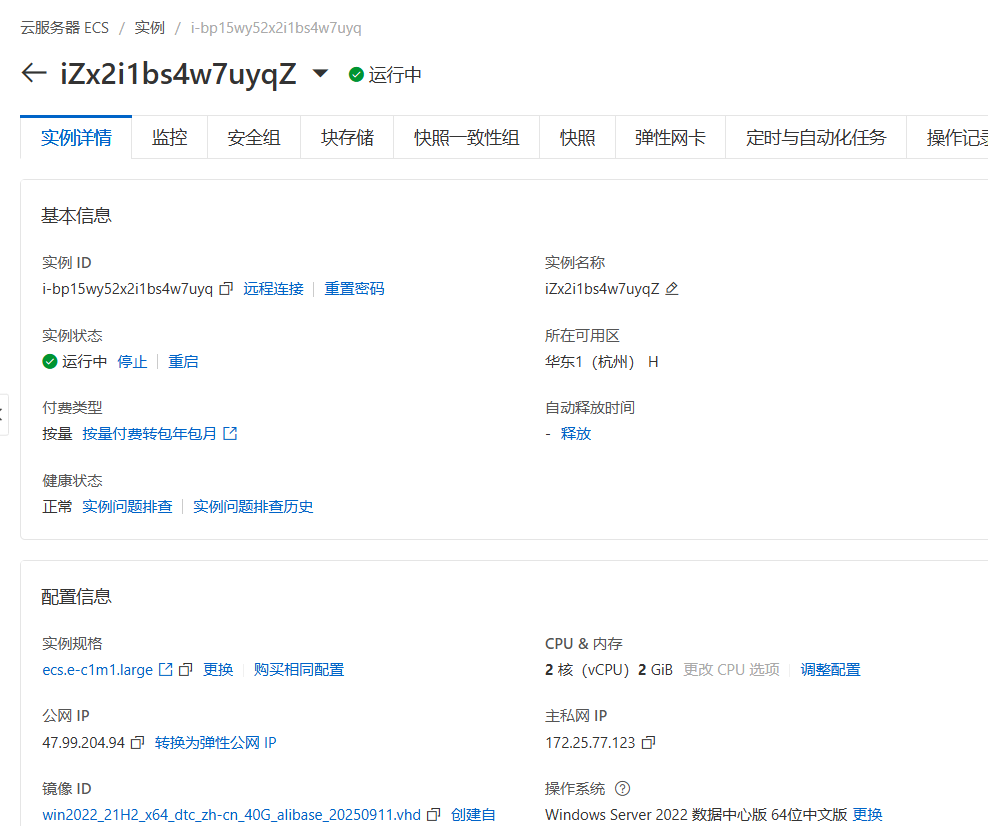 云服务器 ECS / 实例 / i-bp15wy52x2i1bs4w7uyq
iZx2i1bs4w7uyqZ 运行中
实例详情 监控 安全组 块存储 快照一致性组 快照 弹性网卡 定时与自动化任务 操作记录
基本信息
实例 ID 实例名称
i-bp15wy52x2i1bs4w7uyq 远程连接 | 重置密码 iZx2i1bs4w7uyqZ
实例状态 所在可用区
运行中 停止 | 重启 华东1（杭州） H
付费类型 自动释放时间
按量 按量付费转包年包月 - 释放
健康状态
正常 实例问题排查 | 实例问题排查历史
配置信息
实例规格 CPU & 内存
ecs.e-c1m1.large 更换 | 购买相同配置 2 核（vCPU）2 GiB 更改 CPU 选项 | 调整配置
公网 IP 主私网 IP
47.99.204.94 转换为弹性公网 IP 172.25.77.123
镜像 ID 操作系统
win2022_21H2_x64_dtc_zh-cn_40G_alibase_20250911.vhd 创建自 Windows Server 2022 数据中心版 64位中文版 更换